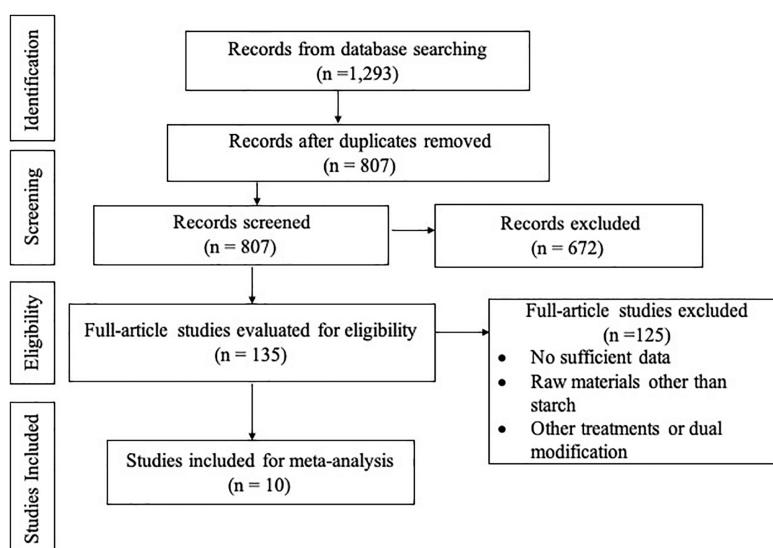 Identification
Records from database searching
(n =1,293)
Records after duplicates removed
(n = 807)
Screening
Records screened
(n = 807)
Records excluded
(n = 672)
Eligibility
Full-article studies evaluated for eligibility
(n = 135)
Full-article studies excluded
(n =125)
• No sufficient data
• Raw materials other than
starch
• Other treatments or dual
modification
Studies Included
Studies included for meta-analysis
(n = 10)